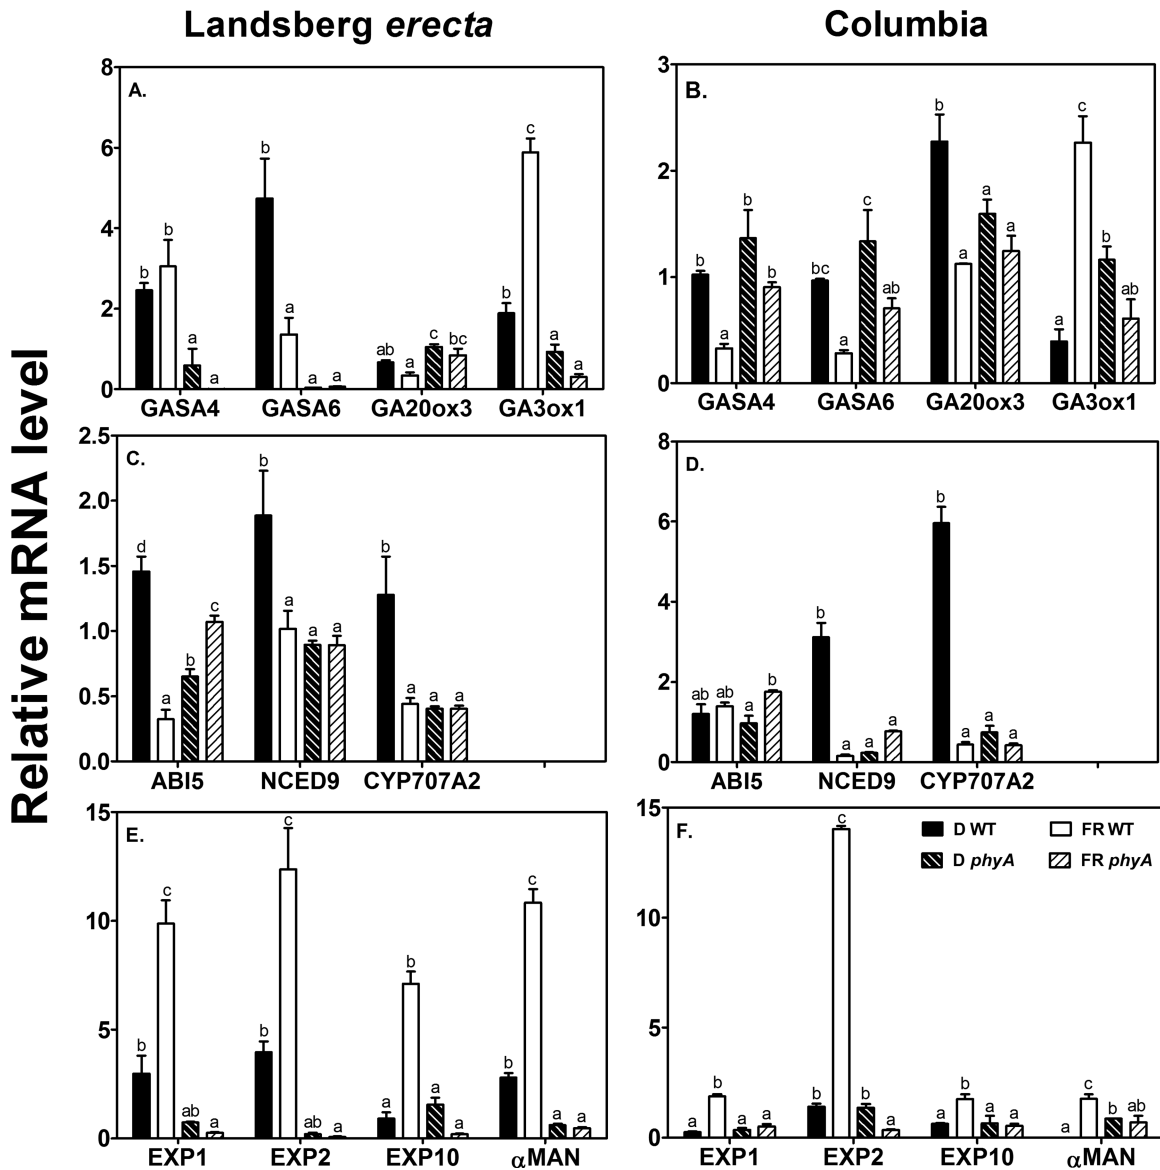 Landsberg erecta
Columbia
Relative mRNA level
A.
8
6
4
2
0
b b a a
b a a a
ab a c bc
b c a a
GASA4 GASA6 GA20ox3 GA3ox1
B.
3
2
1
0
b a b b
bc a c ab
b a a a
a c b ab
GASA4 GASA6 GA20ox3 GA3ox1
C.
2.5
2.0
1.5
1.0
0.5
0.0
d a b c
b a a a
b a a a
ABI5 NCED9 CYP707A2
D.
8
6
4
2
0
ab ab a b
b a a a
b a a a
ABI5 NCED9 CYP707A2
E.
15
10
5
0
b c ab a
b c ab a
a b a a
b c a a
EXP1 EXP2 EXP10 αMAN
F.
15
10
5
0
D WT FR WT
D phyA FR phyA
a b a a
b c b a
a b a a
a c b ab
EXP1 EXP2 EXP10 αMAN